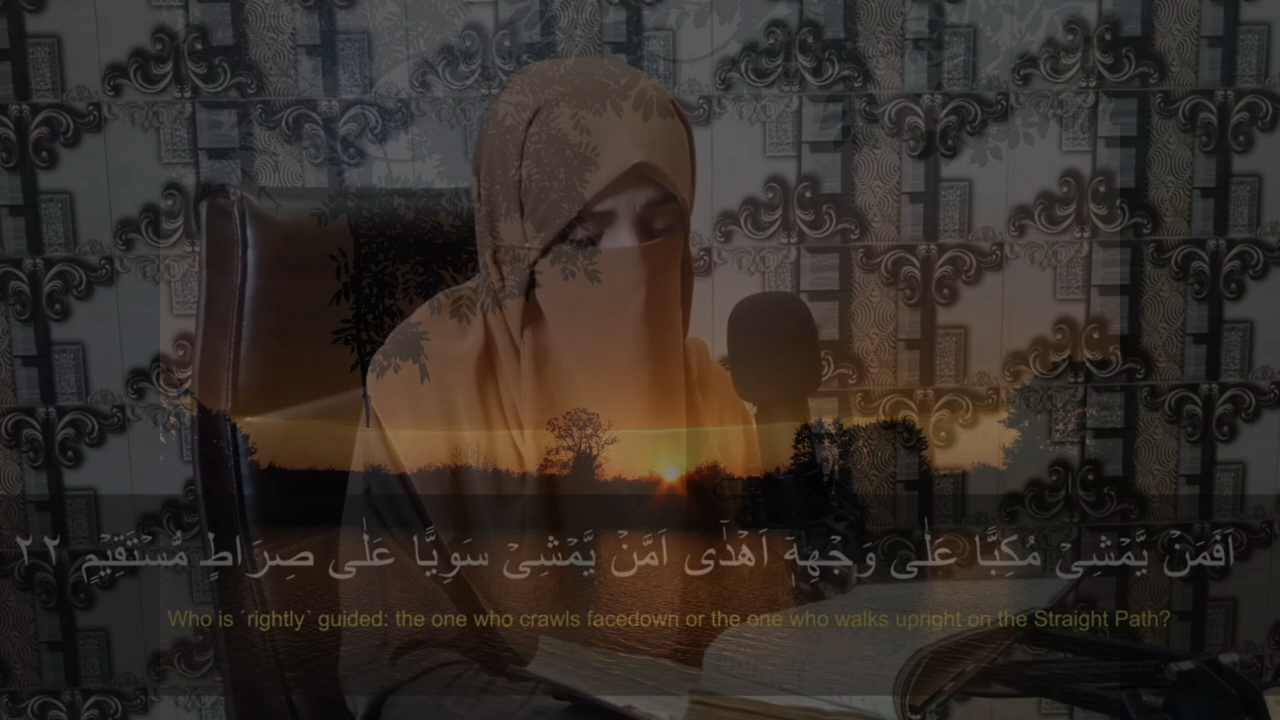 اَفَمَنۡ يَّمۡشِىۡ مُكِبًّا عَلٰى وَجۡهِهٖۤ اَهۡدٰٓى اَمَّنۡ يَّمۡشِىۡ سَوِيًّا عَلٰى صِرَاطٍ مُّسۡتَقِيۡمٍ ٢٢
Who is ´rightly` guided: the one who crawls facedown or the one who walks upright on the Straight Path?